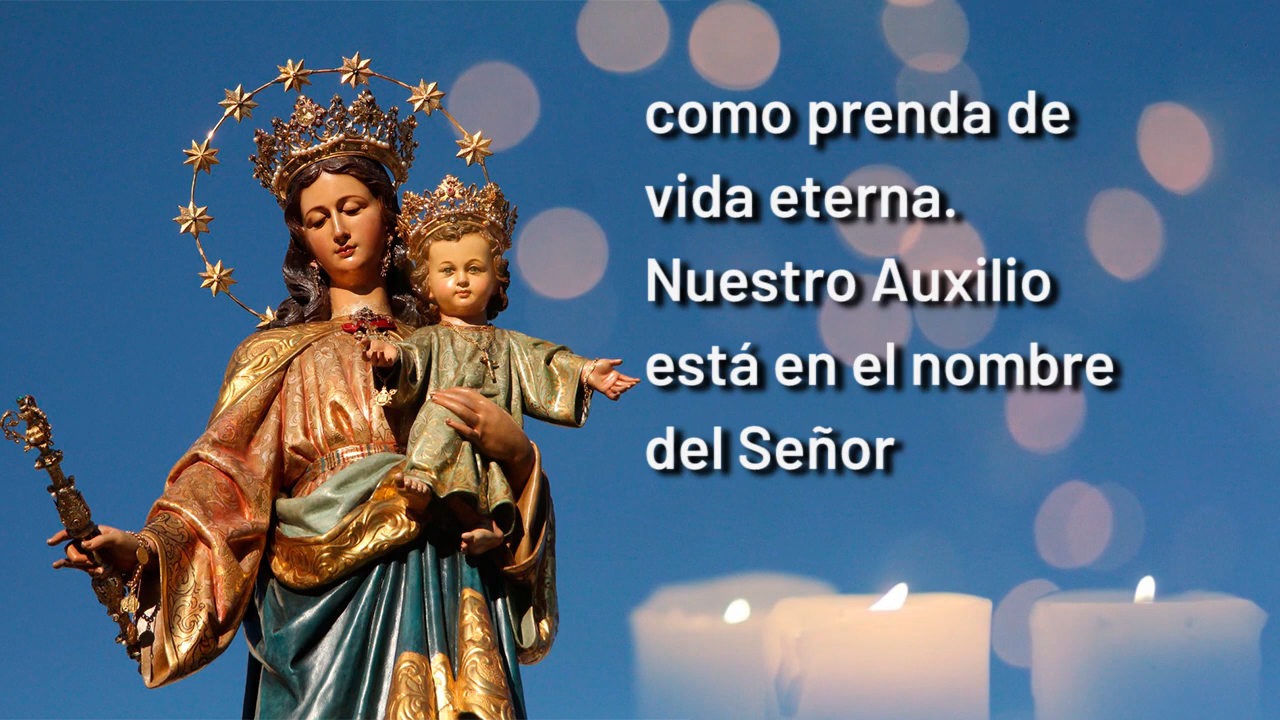 como prenda de
vida eterna.
Nuestro Auxilio
está en el nombre
del Señor